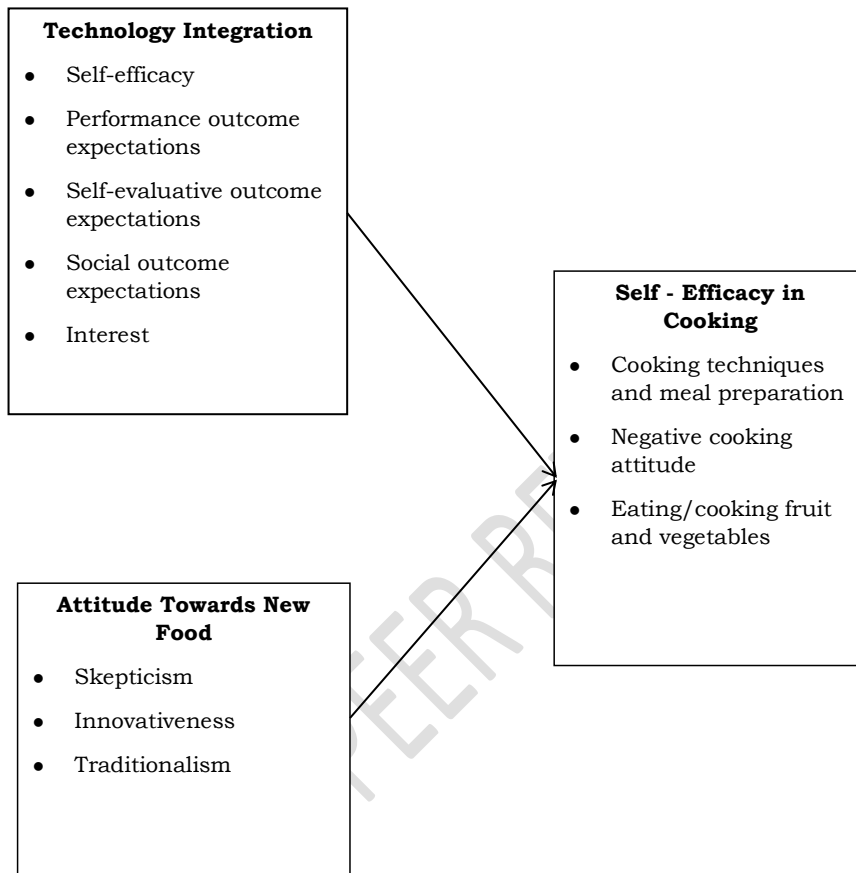 Technology Integration
● Self-efficacy
● Performance outcome
expectations
● Self-evaluative outcome
expectations
● Social outcome
expectations
● Interest
Self - Efficacy in
Cooking
● Cooking techniques
and meal preparation
● Negative cooking
attitude
● Eating/cooking fruit
and vegetables
Attitude Towards New
Food
● Skepticism
● Innovativeness
● Traditionalism
PEER